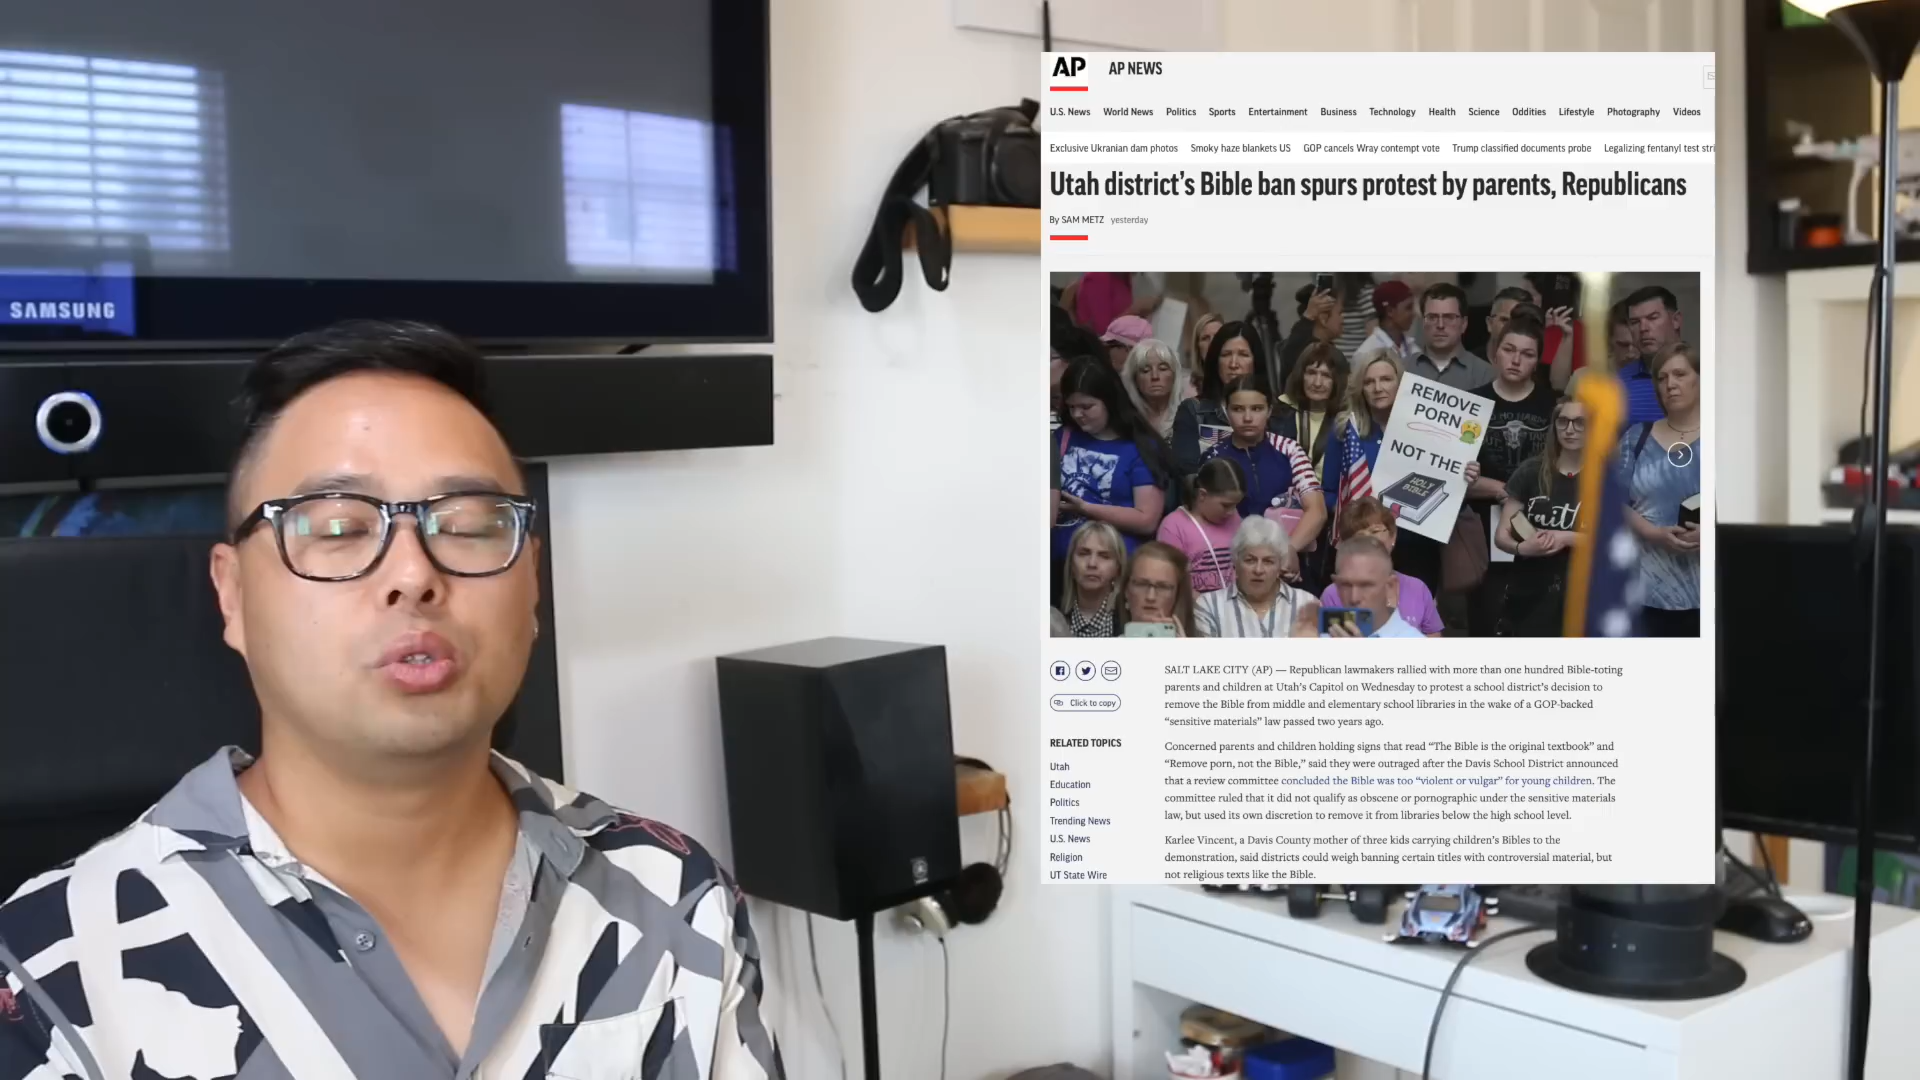 SAMSUNG
AP
AP NEWS
U.S. News World News Politics Sports Entertainment Business Technology Health Science Oddities Lifestyle Photography Videos
Exclusive Ukranian dam photos Smoky haze blankets US GOP cancels Wray contempt vote Trump classified documents probe Legalizing fentanyl test stri
Utah district's Bible ban spurs protest by parents, Republicans
By SAM METZ yesterday
REMOVE
PORN
NOT THE
HOLY
BIBLE
Faith
SALT LAKE CITY (AP) — Republican lawmakers rallied with more than one hundred Bible-toting
parents and children at Utah's Capitol on Wednesday to protest a school district's decision to
remove the Bible from middle and elementary school libraries in the wake of a GOP-backed
“sensitive materials” law passed two years ago.
Click to copy
Concerned parents and children holding signs that read “The Bible is the original textbook” and
“Remove porn, not the Bible,” said they were outraged after the Davis School District announced
that a review committee concluded the Bible was too “violent or vulgar” for young children. The
committee ruled that it did not qualify as obscene or pornographic under the sensitive materials
law, but used its own discretion to remove it from libraries below the high school level.
Karlee Vincent, a Davis County mother of three kids carrying children's Bibles to the
demonstration, said districts could weigh banning certain titles with controversial material, but
not religious texts like the Bible.
RELATED TOPICS
Utah
Education
Politics
Trending News
U.S. News
Religion
UT State Wire